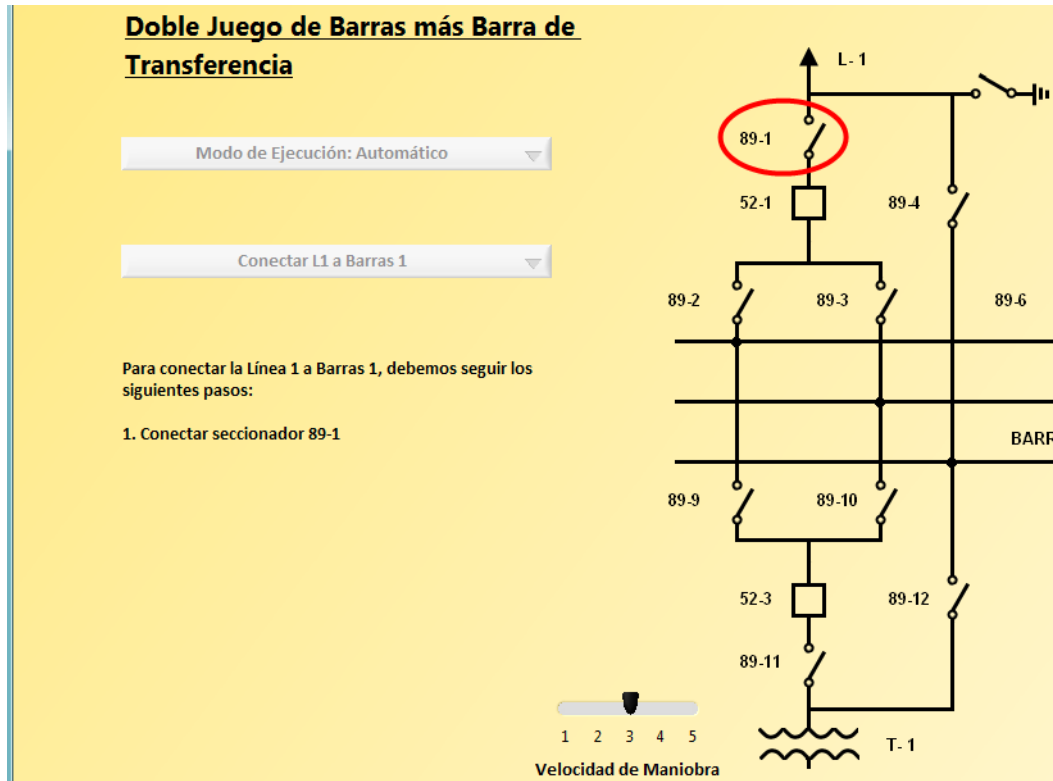 Doble Juego de Barras más Barra de
Transferencia
Modo de Ejecución: Automático
Conectar L1 a Barras 1
Para conectar la Línea 1 a Barras 1, debemos seguir los
siguientes pasos:
1. Conectar seccionador 89-1
L-1
89-1
52-1
89-4
89-2
89-3
89-6
BARR
89-9
89-10
52-3
89-12
89-11
T-1
1 2 3 4 5
Velocidad de Maniobra